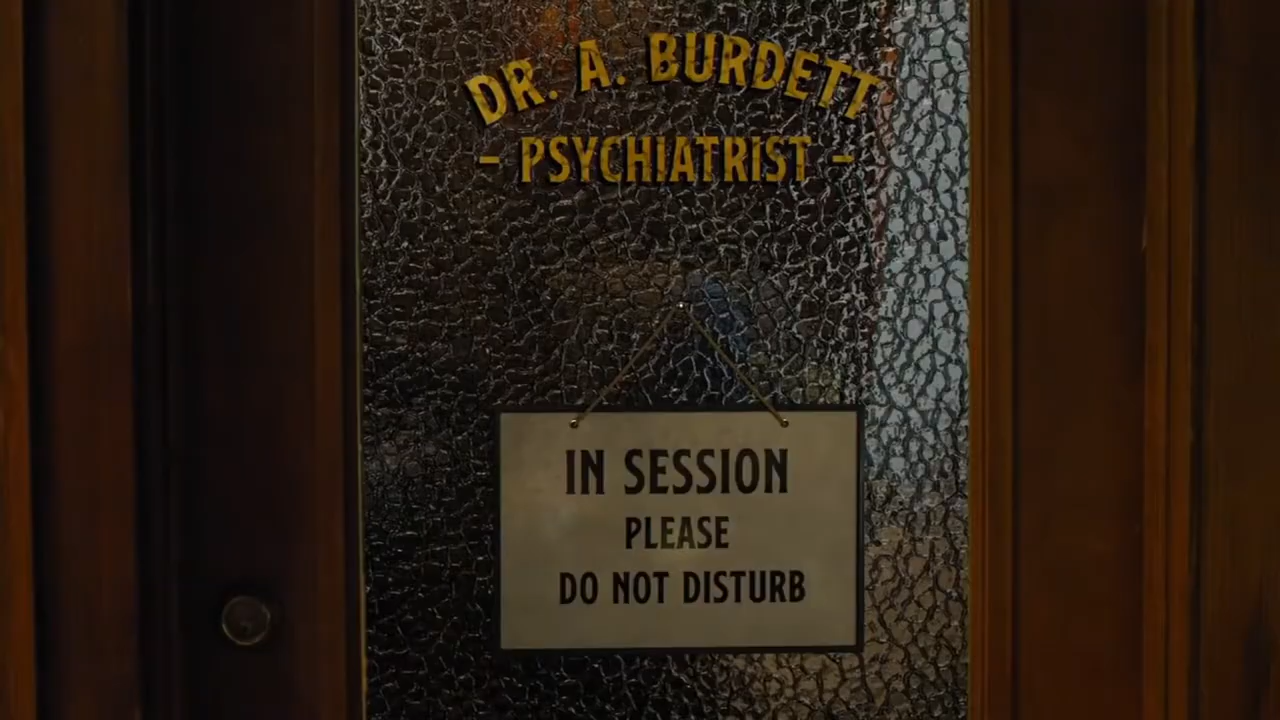 DR. A. BURDETT
- PSYCHIATRIST -
IN SESSION
PLEASE
DO NOT DISTURB